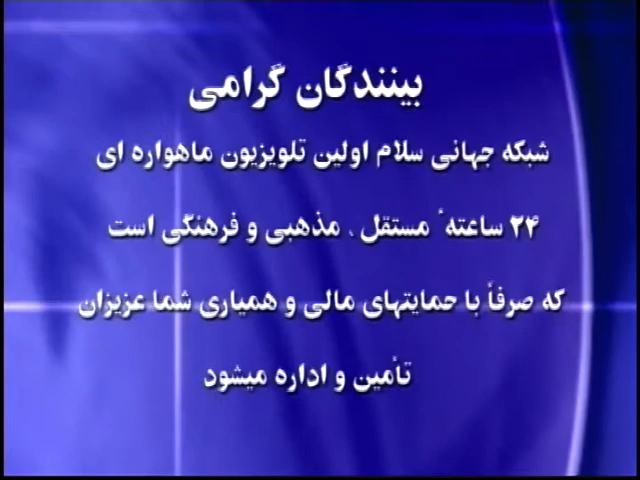 بینندگان گرامی
شبکه جهانی سلام اولین تلویزیون ماهواره ای
۲۴ ساعتهٔ مستقل ، مذهبی و فرهنگی است
که صرفاً با حمایتهای مالی و همیاری شما عزیزان
تأمین و اداره میشود